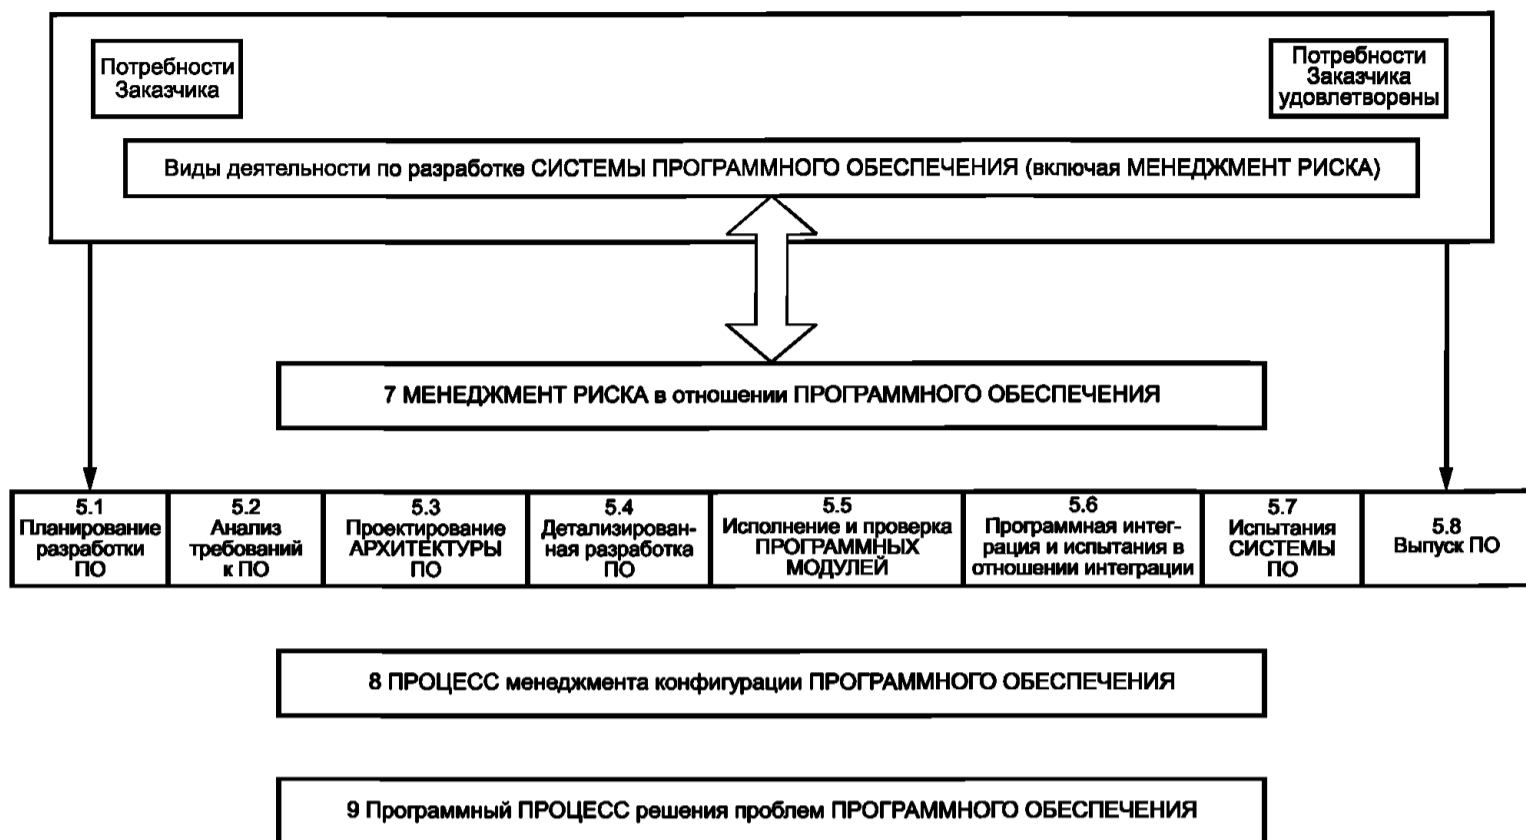 Потребности
Заказчика
Потребности
Заказчика
удовлетворены
Виды деятельности по разработке СИСТЕМЫ ПРОГРАММНОГО ОБЕСПЕЧЕНИЯ (включая МЕНЕДЖМЕНТ РИСКА)
7 МЕНЕДЖМЕНТ РИСКА в отношении ПРОГРАММНОГО ОБЕСПЕЧЕНИЯ
5.1
Планирование
разработки
ПО
5.2
Анализ
требований
к ПО
5.3
Проектирование
АРХИТЕКТУРЫ
ПО
5.4
Детализирован-
ная разработка
ПО
5.5
Исполнение и проверка
ПРОГРАММНЫХ
МОДУЛЕЙ
5.6
Программная интег-
рация и испытания в
отношении интеграции
5.7
Испытания
СИСТЕМЫ
ПО
5.8
Выпуск ПО
8 ПРОЦЕСС менеджмента конфигурации ПРОГРАММНОГО ОБЕСПЕЧЕНИЯ
9 Программный ПРОЦЕСС решения проблем ПРОГРАММНОГО ОБЕСПЕЧЕНИЯ